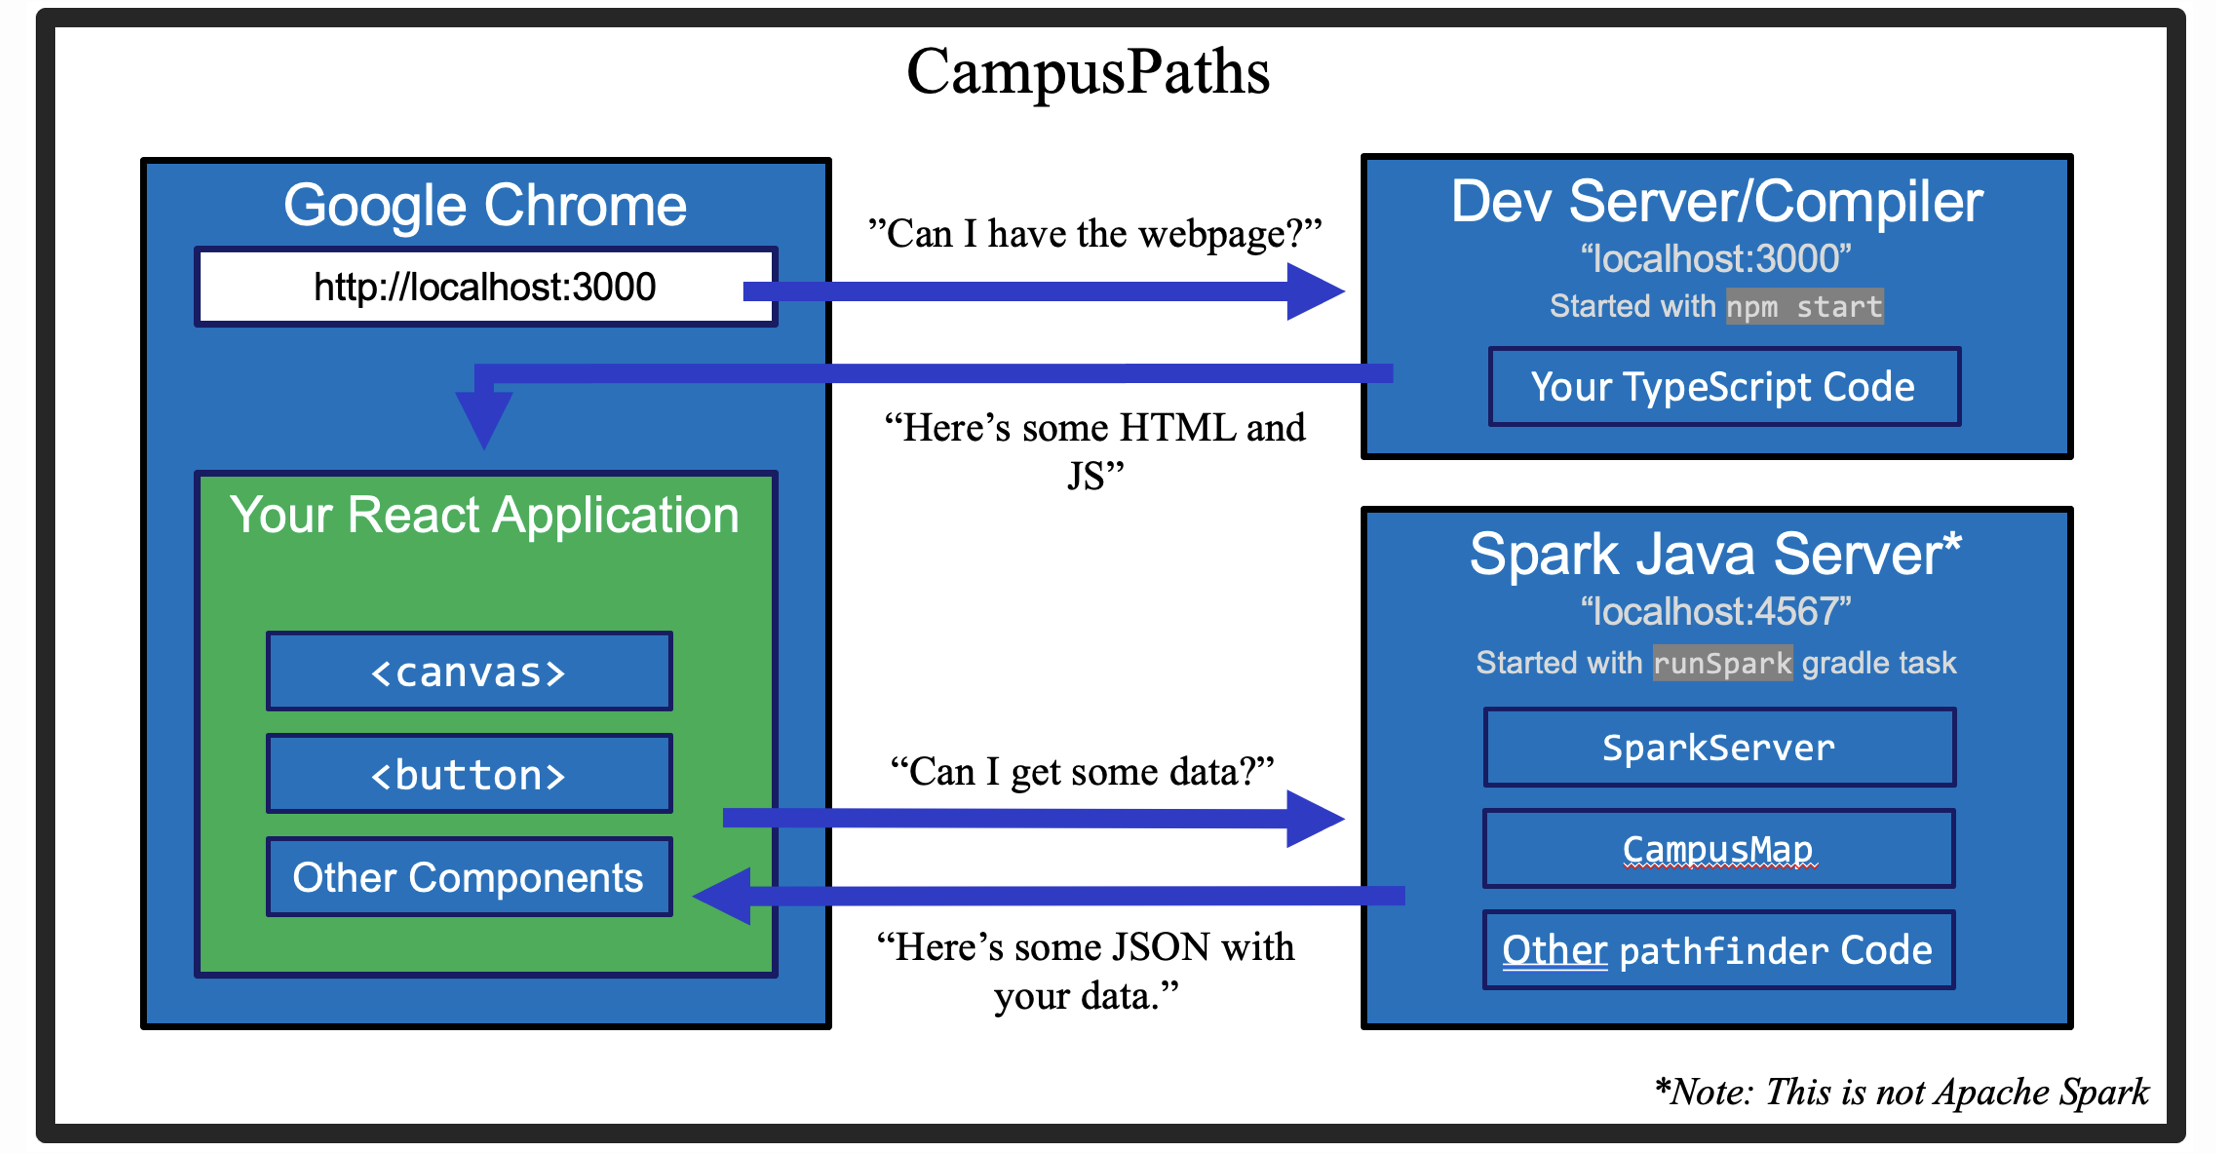 CampusPaths
Google Chrome
http://localhost:3000
”Can I have the webpage?”
Dev Server/Compiler
“localhost:3000”
Started with npm start
Your TypeScript Code
“Here’s some HTML and
JS”
Your React Application
<canvas>
<button>
Other Components
“Can I get some data?”
“Here’s some JSON with
your data.”
Spark Java Server*
“localhost:4567”
Started with runSpark gradle task
SparkServer
CampusMap
Other pathfinder Code
*Note: This is not Apache Spark